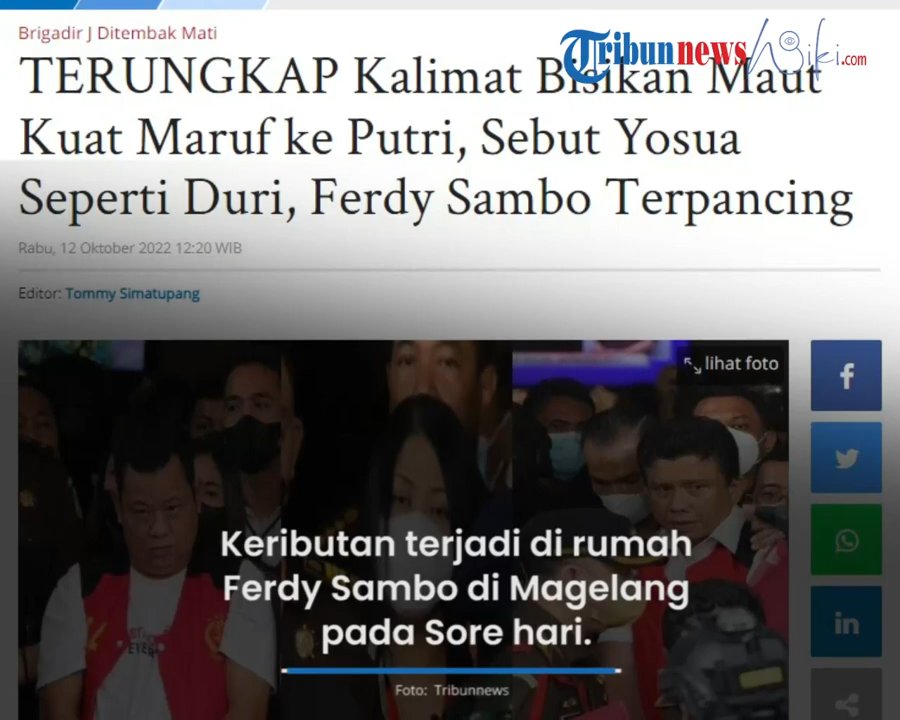 Brigadir J Ditembak Mati
Tribunnews Wiki.com
TERUNGKAP Kalimat Bisikan Maut
Kuat Maruf ke Putri, Sebut Yosua
Seperti Duri, Ferdy Sambo Terpancing
Rabu, 12 Oktober 2022 12:20 WIB
Editor: Tommy Simatupang
lihat foto
Keributan terjadi di rumah
Ferdy Sambo di Magelang
pada Sore hari.
Foto: Tribunnews